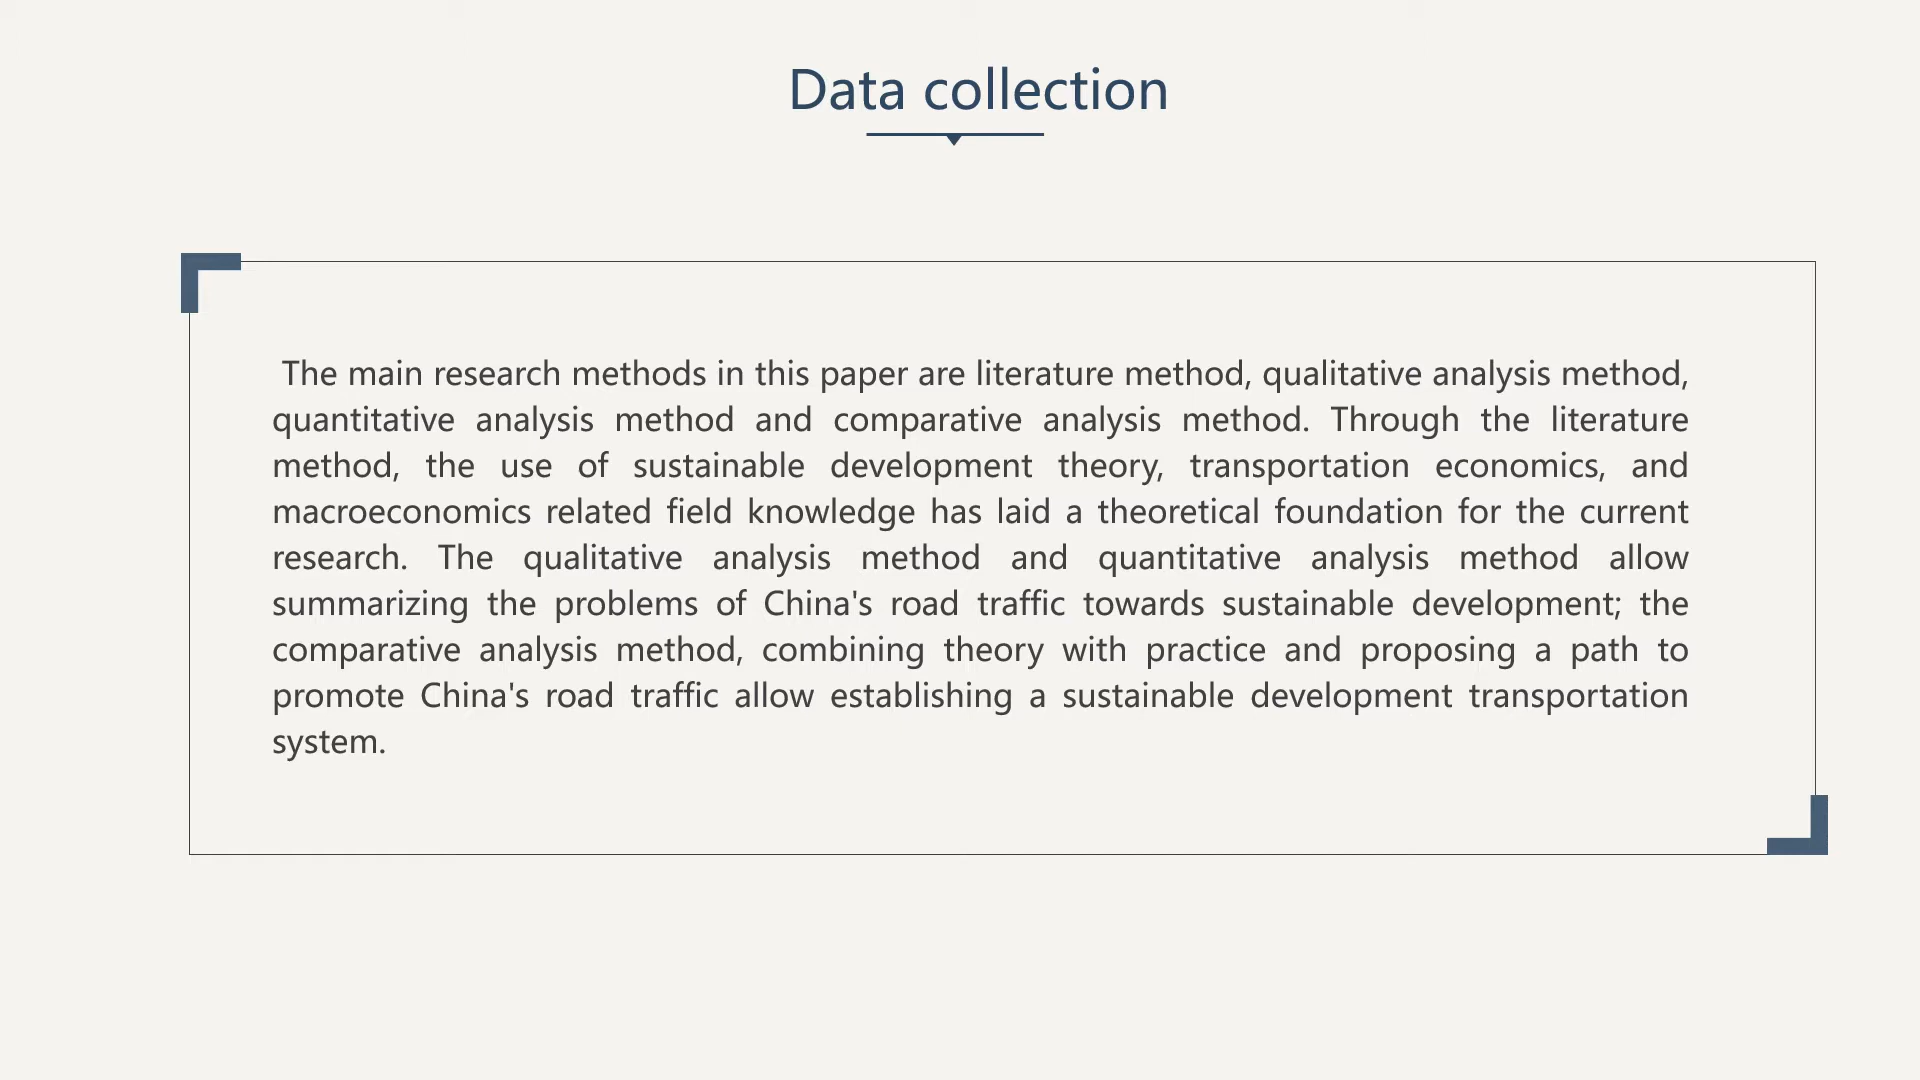 Data collection
The main research methods in this paper are literature method, qualitative analysis method,
quantitative analysis method and comparative analysis method. Through the literature
method, the use of sustainable development theory, transportation economics, and
macroeconomics related field knowledge has laid a theoretical foundation for the current
research. The qualitative analysis method and quantitative analysis method allow
summarizing the problems of China's road traffic towards sustainable development; the
comparative analysis method, combining theory with practice and proposing a path to
promote China's road traffic allow establishing a sustainable development transportation
system.